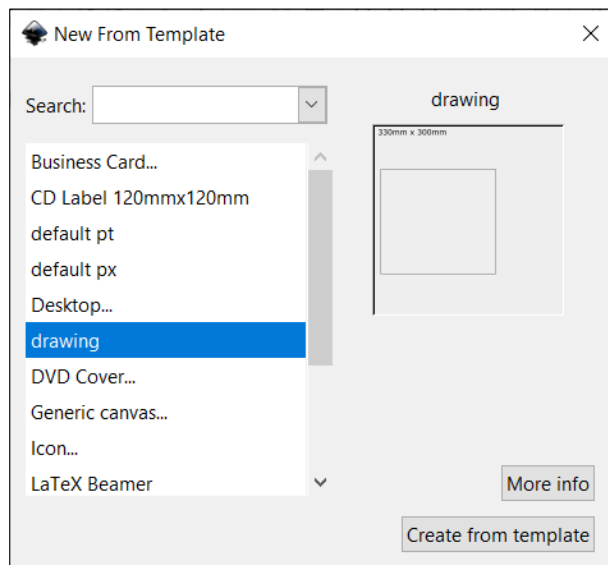 New From Template
Search:
Business Card...
CD Label 120mmx120mm
default pt
default px
Desktop...
drawing
DVD Cover...
Generic canvas...
Icon...
LaTeX Beamer
drawing
330mm x 300mm
More info
Create from template